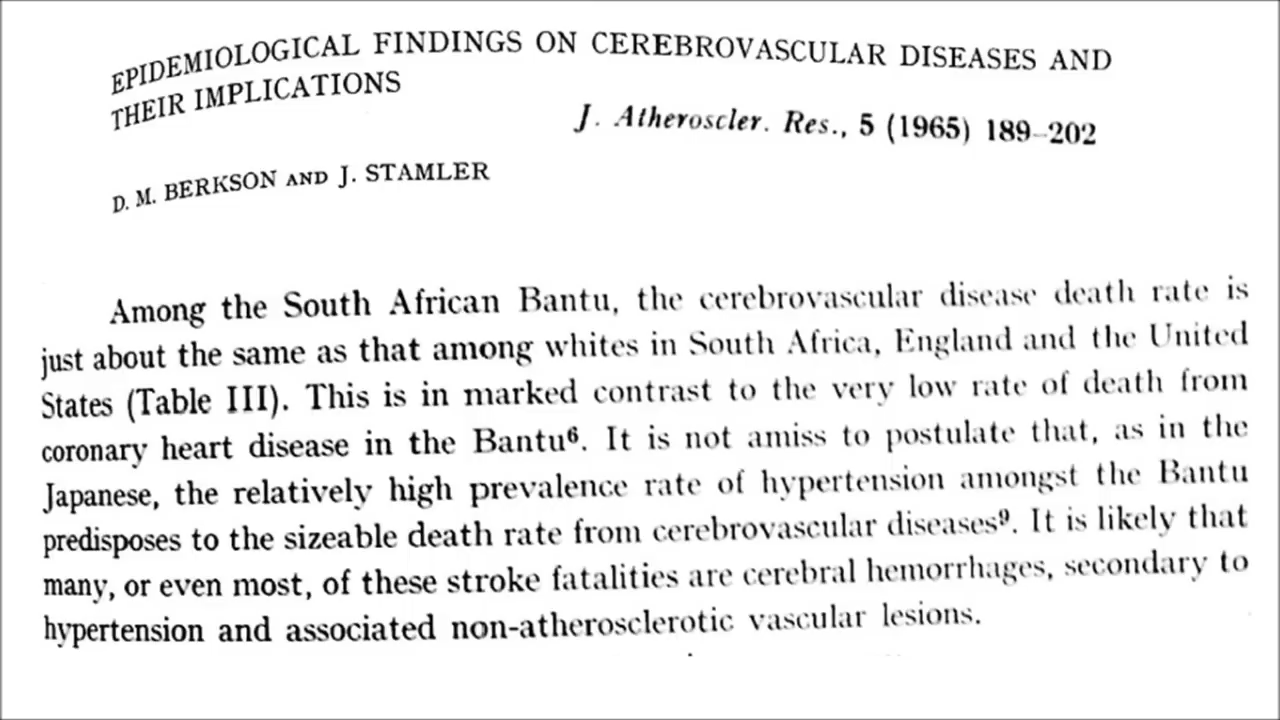 EPIDEMIOLOGICAL FINDINGS ON CEREBROVASCULAR DISEASES AND
THEIR IMPLICATIONS
J. Atheroscler. Res., 5 (1965) 189–202
D. M. BERKSON AND J. STAMLER
Among the South African Bantu, the cerebrovascular disease death rate is
just about the same as that among whites in South Africa, England and the United
States (Table III). This is in marked contrast to the very low rate of death from
coronary heart disease in the Bantu⁶. It is not amiss to postulate that, as in the
Japanese, the relatively high prevalence rate of hypertension amongst the Bantu
predisposes to the sizeable death rate from cerebrovascular diseases⁹. It is likely that
many, or even most, of these stroke fatalities are cerebral hemorrhages, secondary to
hypertension and associated non-atherosclerotic vascular lesions.